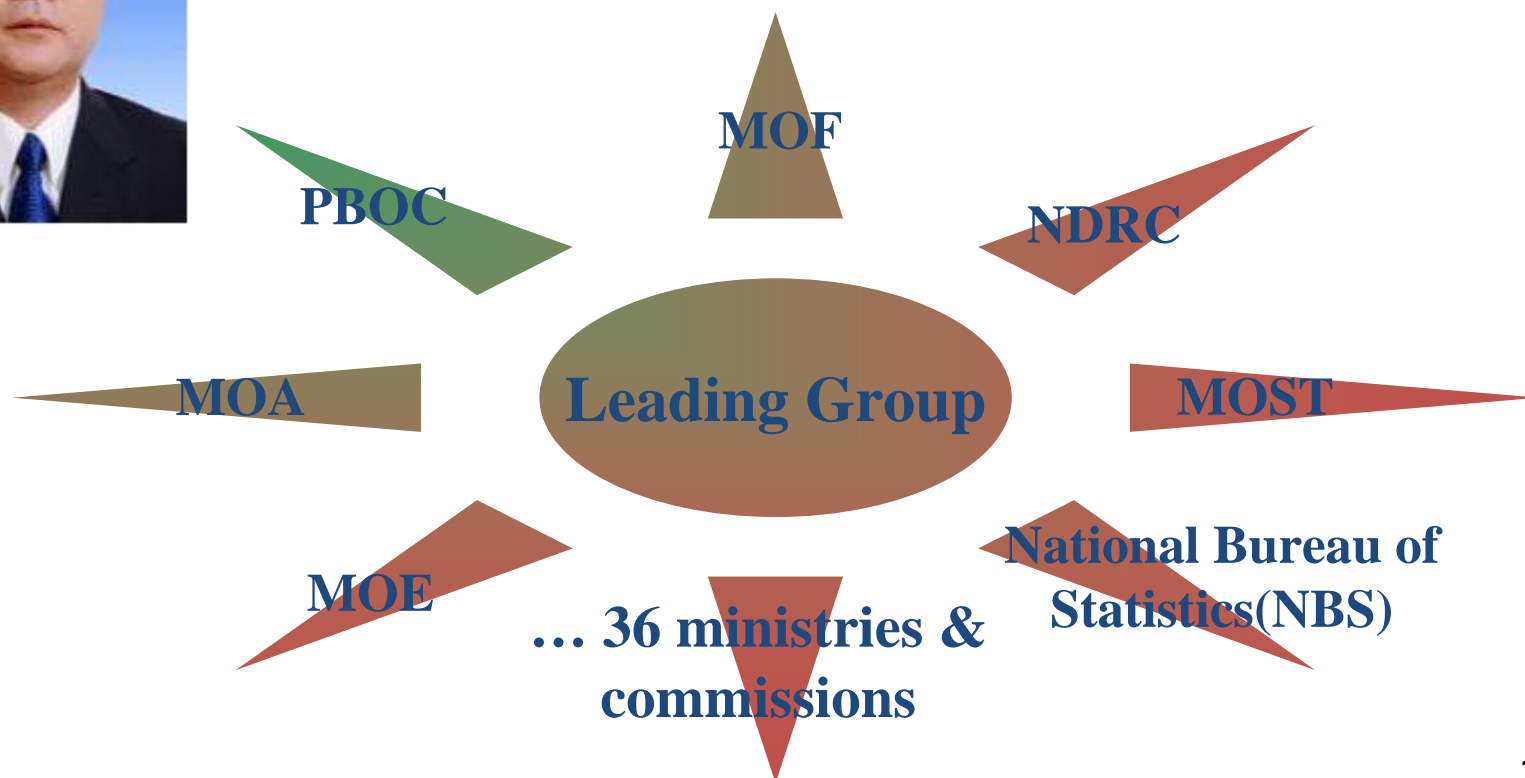 MOF
PBOC
NDRC
MOA
Leading Group
MOST
National Bureau of
Statistics(NBS)
MOE
… 36 ministries &
commissions